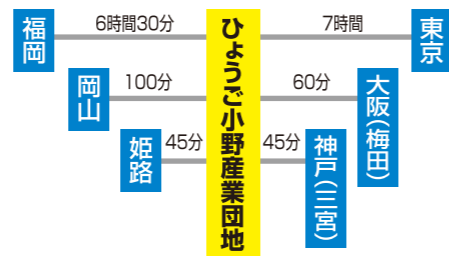 福岡
6時間30分
ひょうご小野産業団地
7時間
東京
岡山
100分
60分
大阪(梅田)
姫路
45分
45分
神戸(三宮)